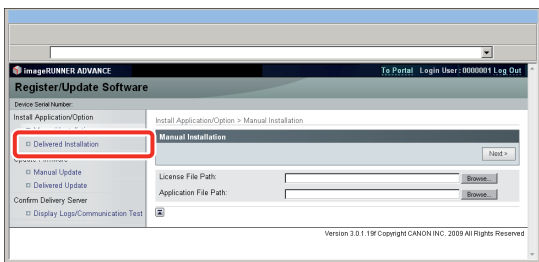 imageRUNNER ADVANCE
To Portal Login User : 0000001 Log Out
Register/Update Software
Device Serial Number:
Install Application/Option
Install Application/Option > Manual Installation
Manual Installation
Delivered Installation
Next >
Manual Update
License File Path:
Browse...
Delivered Update
Application File Path:
Browse...
Confirm Delivery Server
Display Logs/Communication Test
Version 3.0.1.19f Copyright CANON INC. 2009 All Rights Reserved